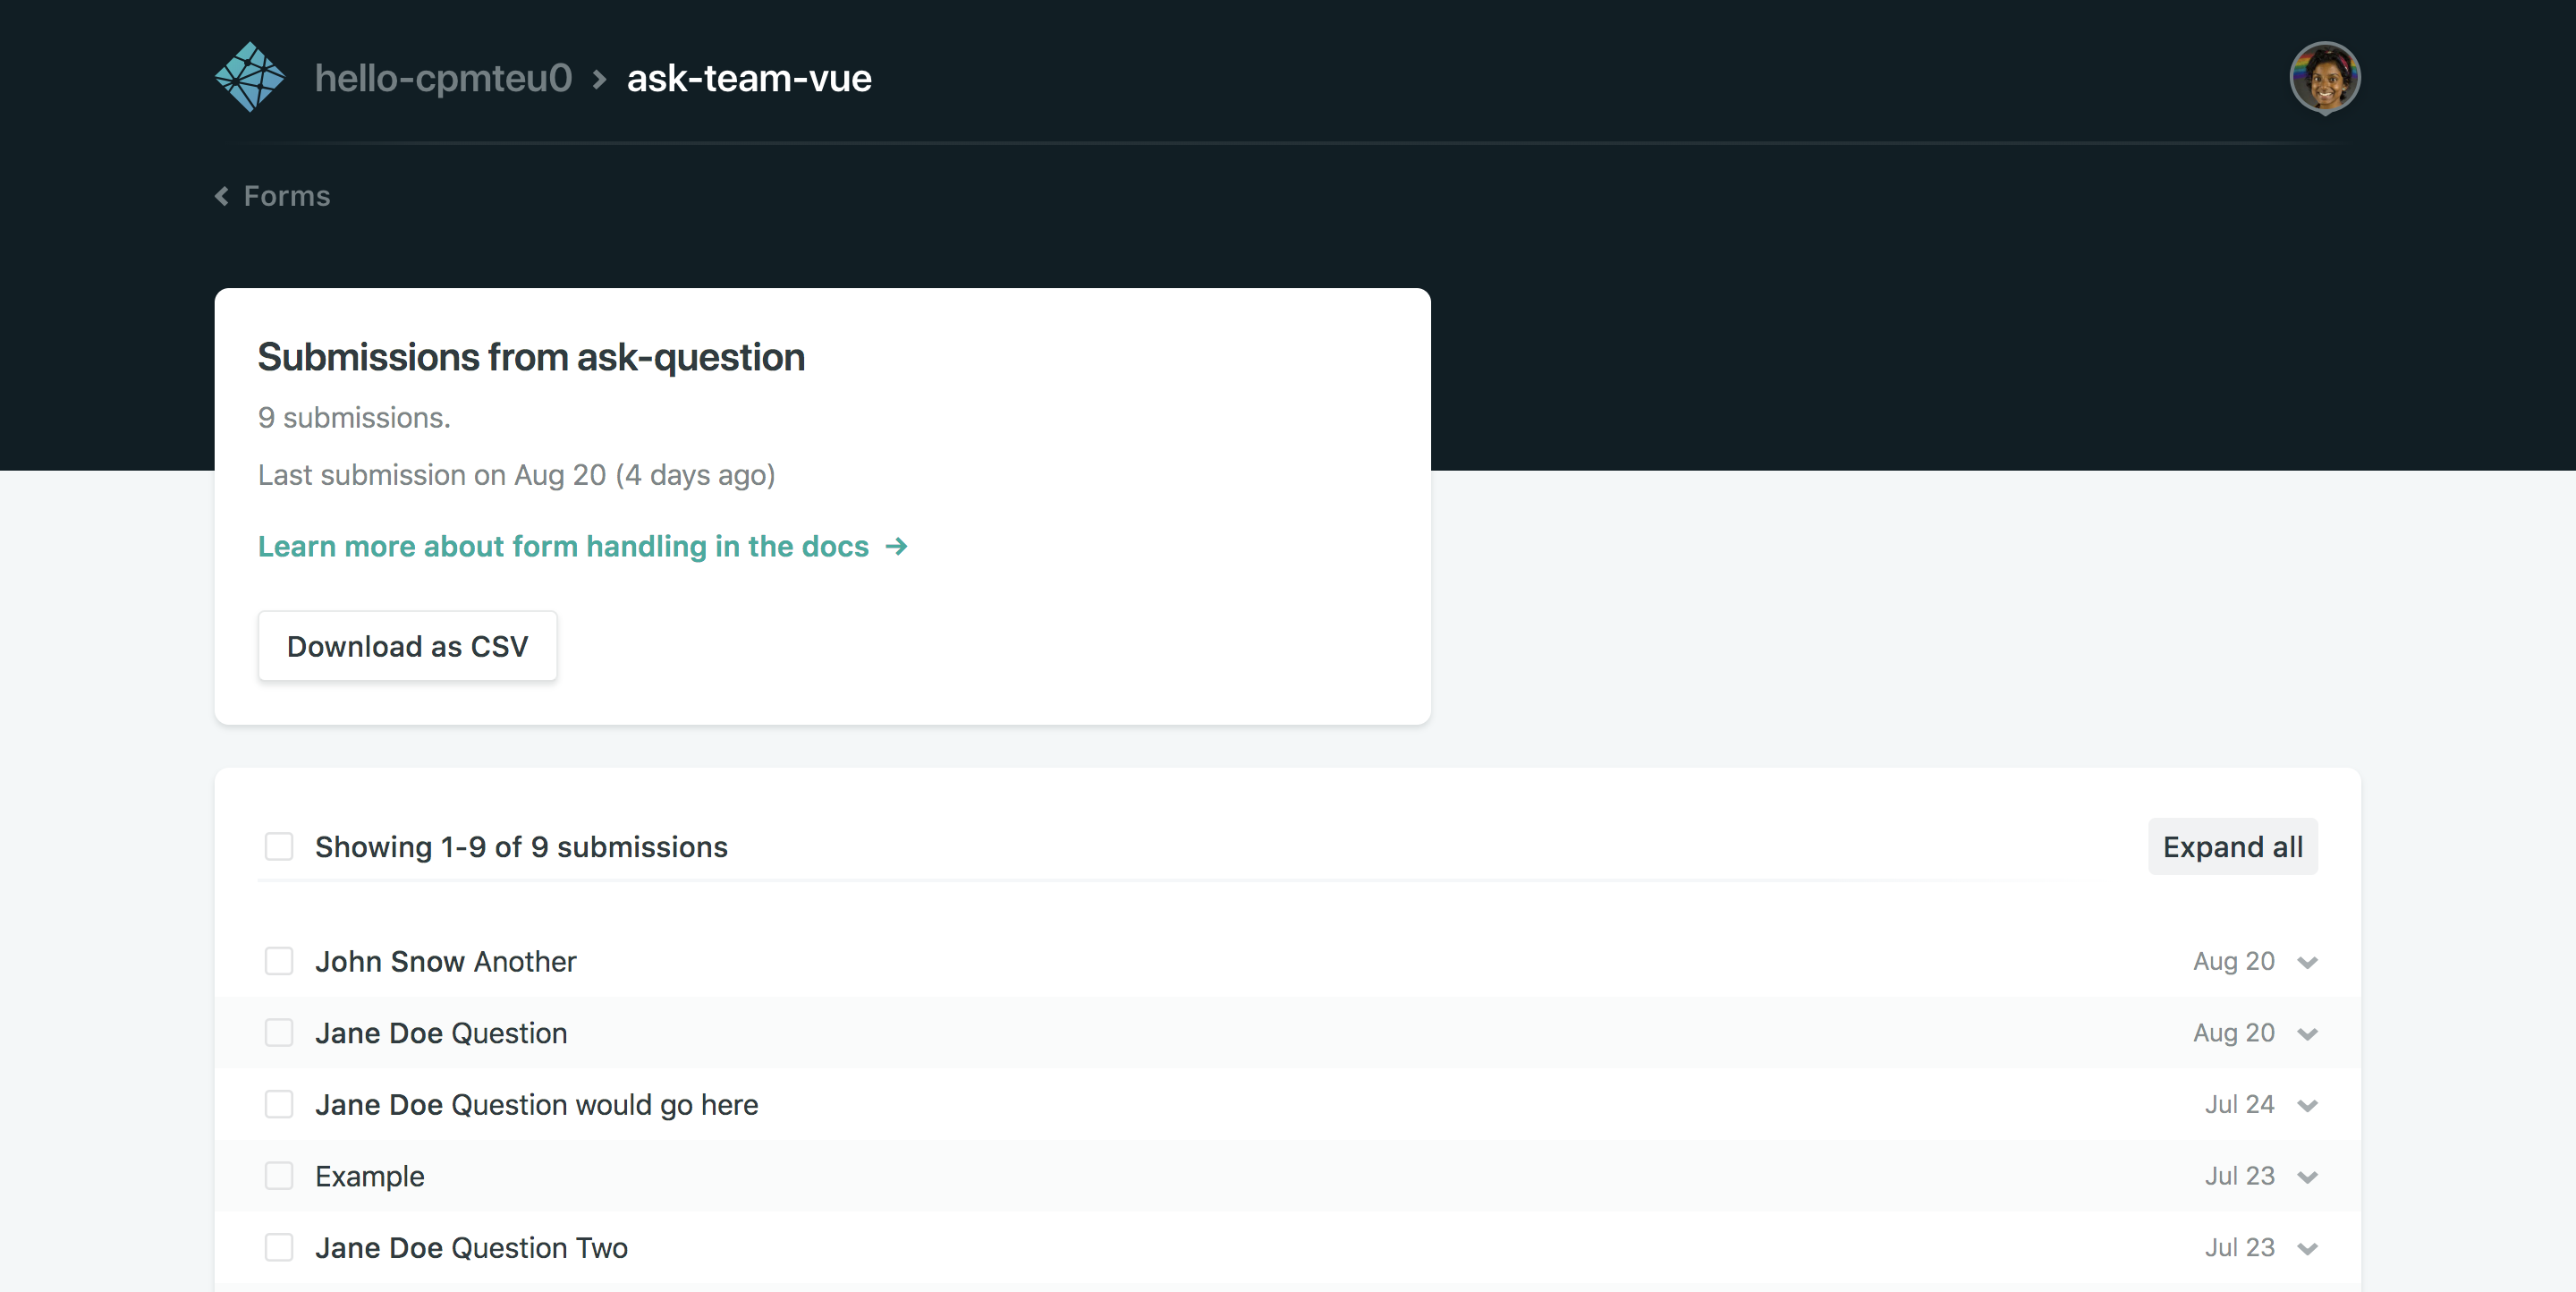 hello-cpmteu0 > ask-team-vue
Forms
Submissions from ask-question
9 submissions.
Last submission on Aug 20 (4 days ago)
Learn more about form handling in the docs →
Download as CSV
Showing 1-9 of 9 submissions
Expand all
John Snow Another Aug 20
Jane Doe Question Aug 20
Jane Doe Question would go here Jul 24
Example Jul 23
Jane Doe Question Two Jul 23